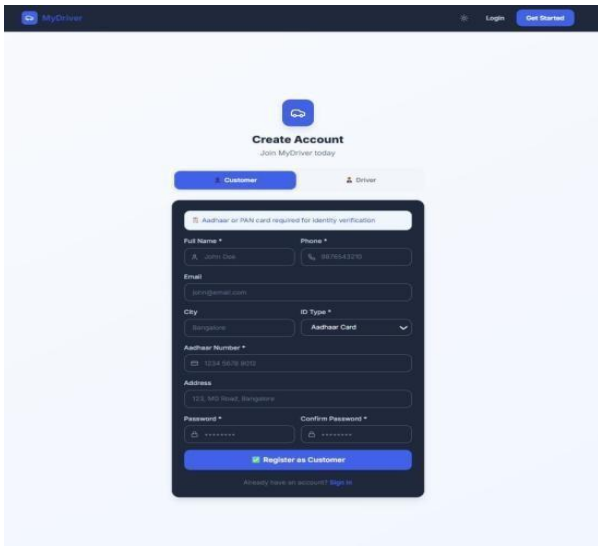 MyDriver
Login
Get Started
Create Account
Join MyDriver today
Customer
Driver
Aadhaar or PAN card required for identity verification
Full Name *
Phone *
John Doe
9876543210
Email
john@email.com
City
ID Type *
Bangalore
Aadhaar Card
Aadhaar Number *
1234 5678 9012
Address
123, MG Road, Bangalore
Password *
Confirm Password *
••••••••
••••••••
Register as Customer
Already have an account? Sign in